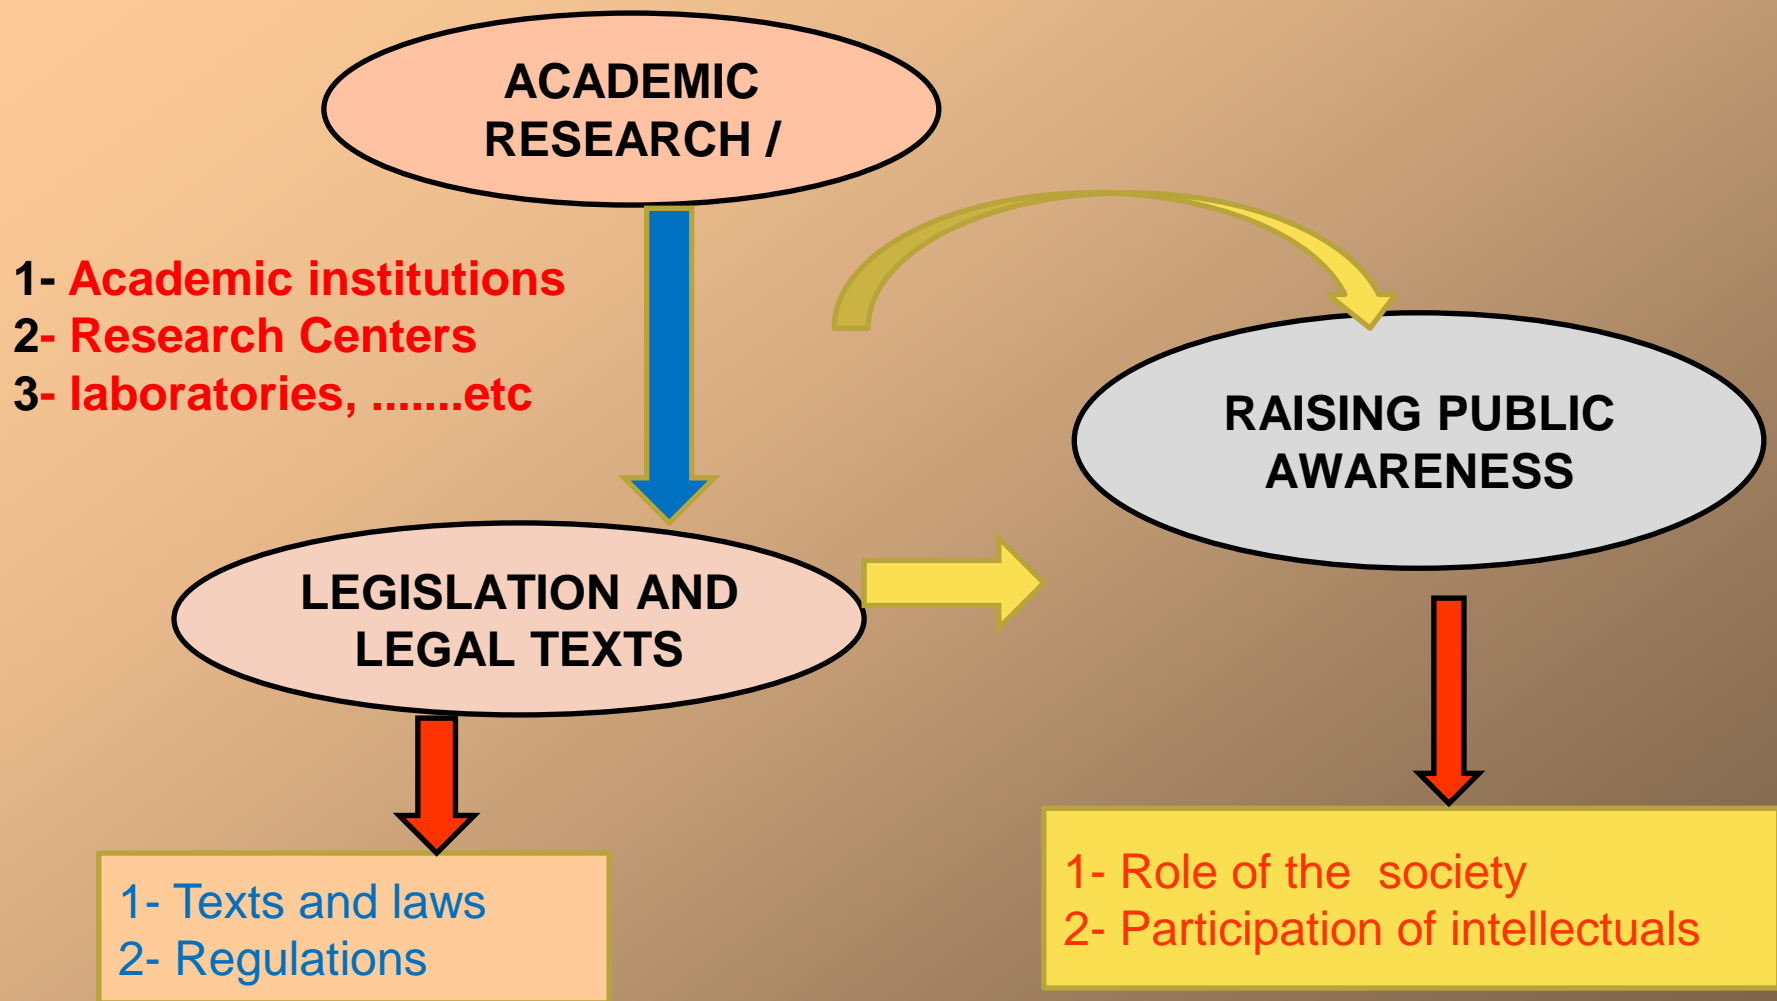 ACADEMIC
RESEARCH /
1- Academic institutions
2- Research Centers
3- laboratories, .......etc
RAISING PUBLIC
AWARENESS
LEGISLATION AND
LEGAL TEXTS
1- Texts and laws
2- Regulations
1- Role of the  society
2- Participation of intellectuals